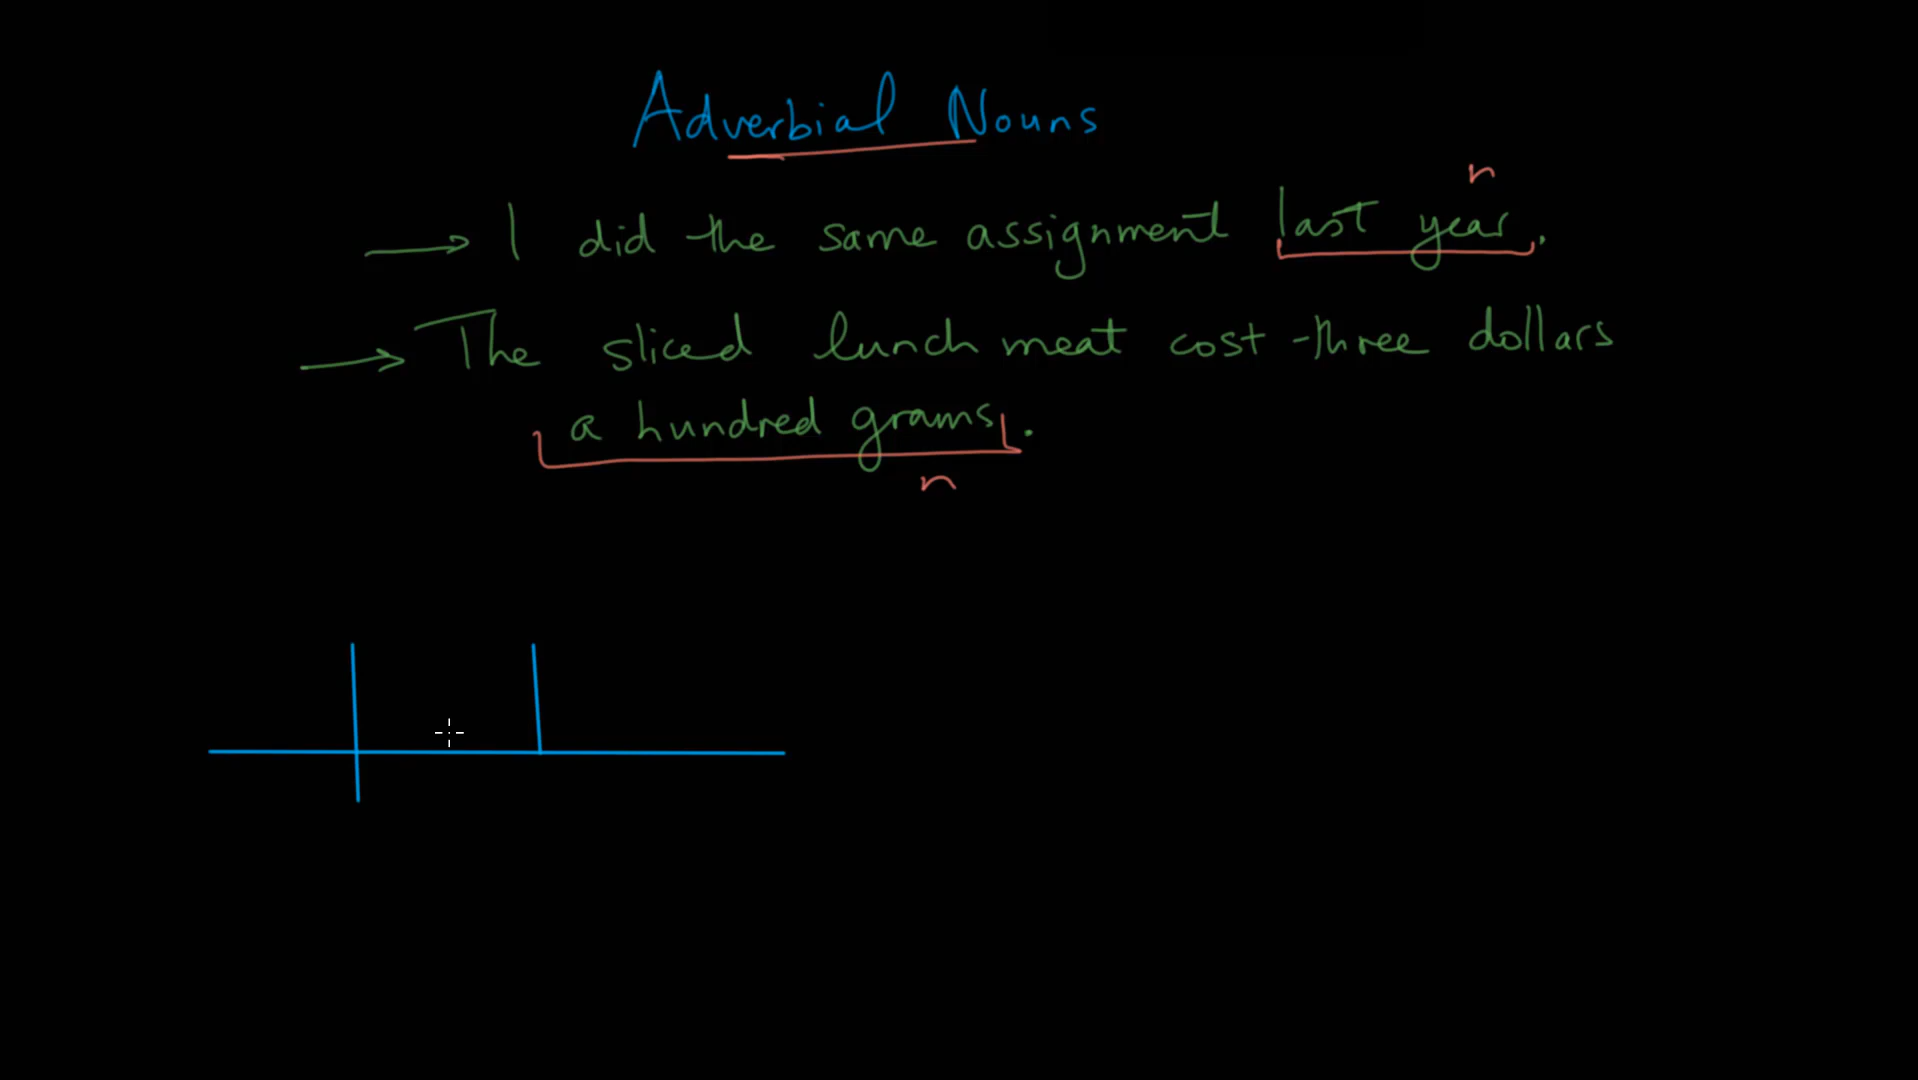 Adverbial Nouns
n
→ I did the same assignment last year.
→ The sliced lunch meat cost three dollars
a hundred grams.
n